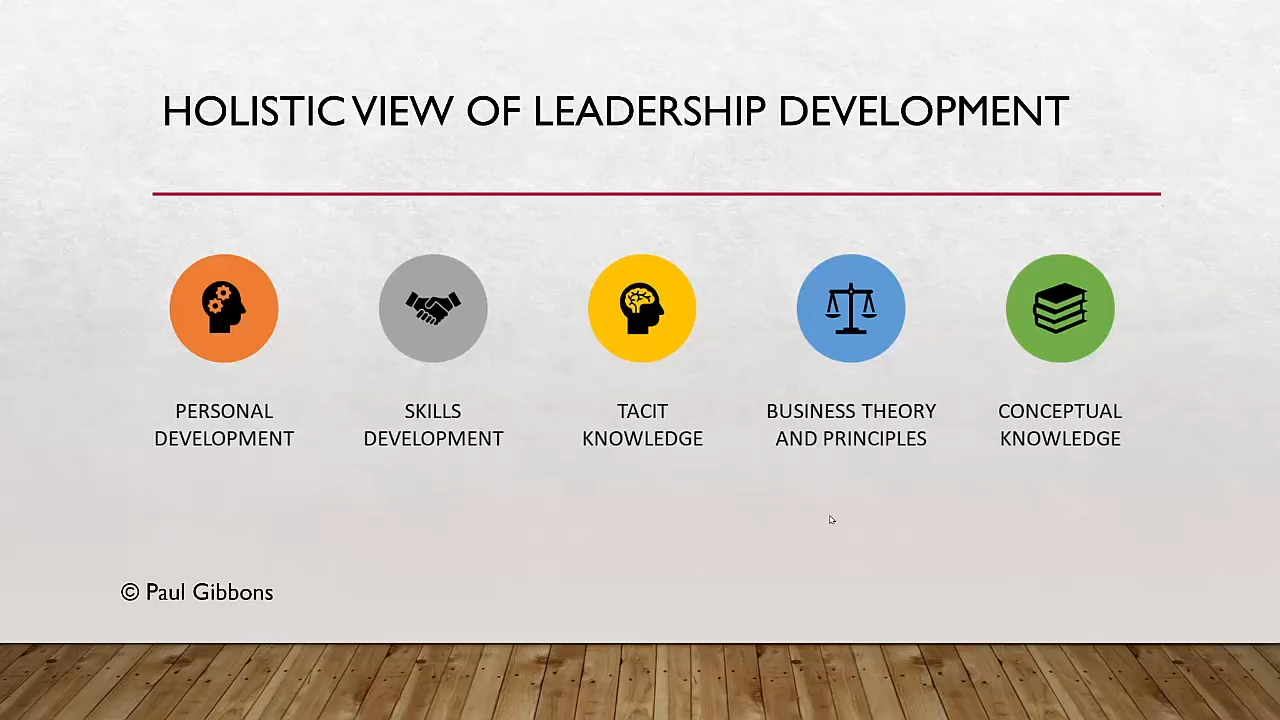 HOLISTIC VIEW OF LEADERSHIP DEVELOPMENT
PERSONAL
DEVELOPMENT
SKILLS
DEVELOPMENT
TACIT
KNOWLEDGE
BUSINESS THEORY
AND PRINCIPLES
CONCEPTUAL
KNOWLEDGE
© Paul Gibbons